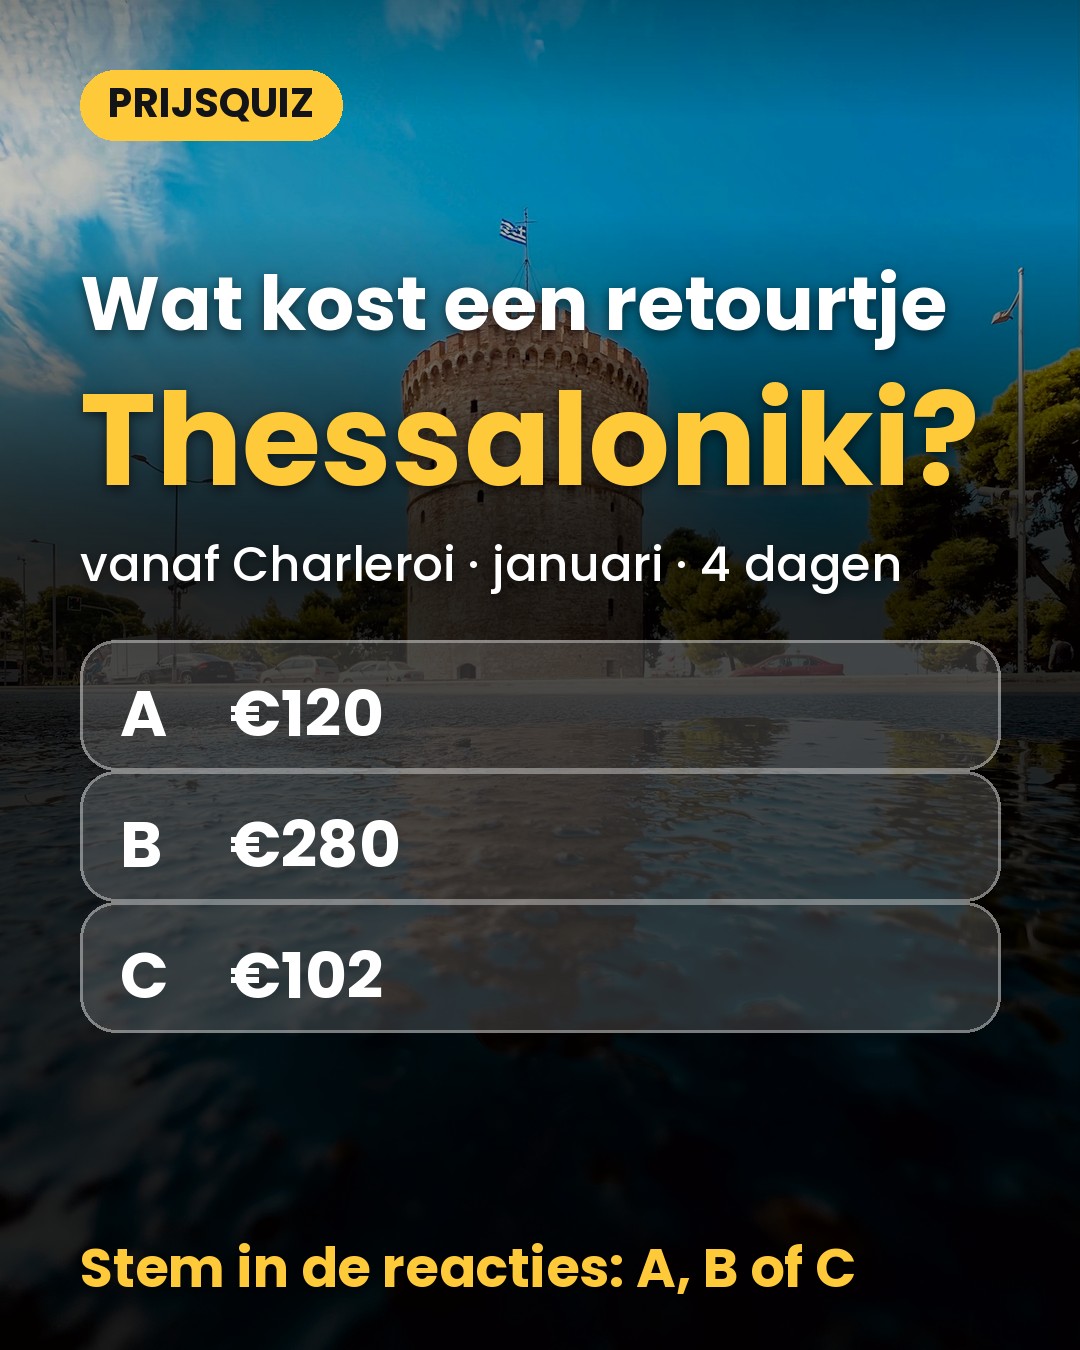 PRIJSQUIZ
Wat kost een retourtje
Thessaloniki?
vanaf Charleroi · januari · 4 dagen
A €120
B €280
C €102
Stem in de reacties: A, B of C